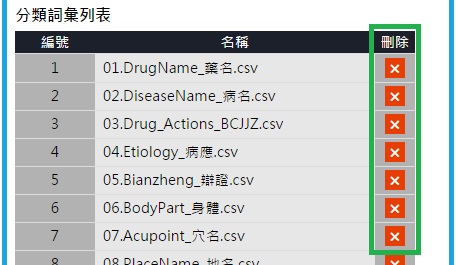 分類詞彙列表
編號 名稱 刪除
1 01.DrugName_藥名.csv
2 02.DiseaseName_病名.csv
3 03.Drug_Actions_BCJJZ.csv
4 04.Etiology_病應.csv
5 05.Bianzheng_辯證.csv
6 06.BodyPart_身體.csv
7 07.Acupoint_穴名.csv
8 08.PlaceName_地名.csv